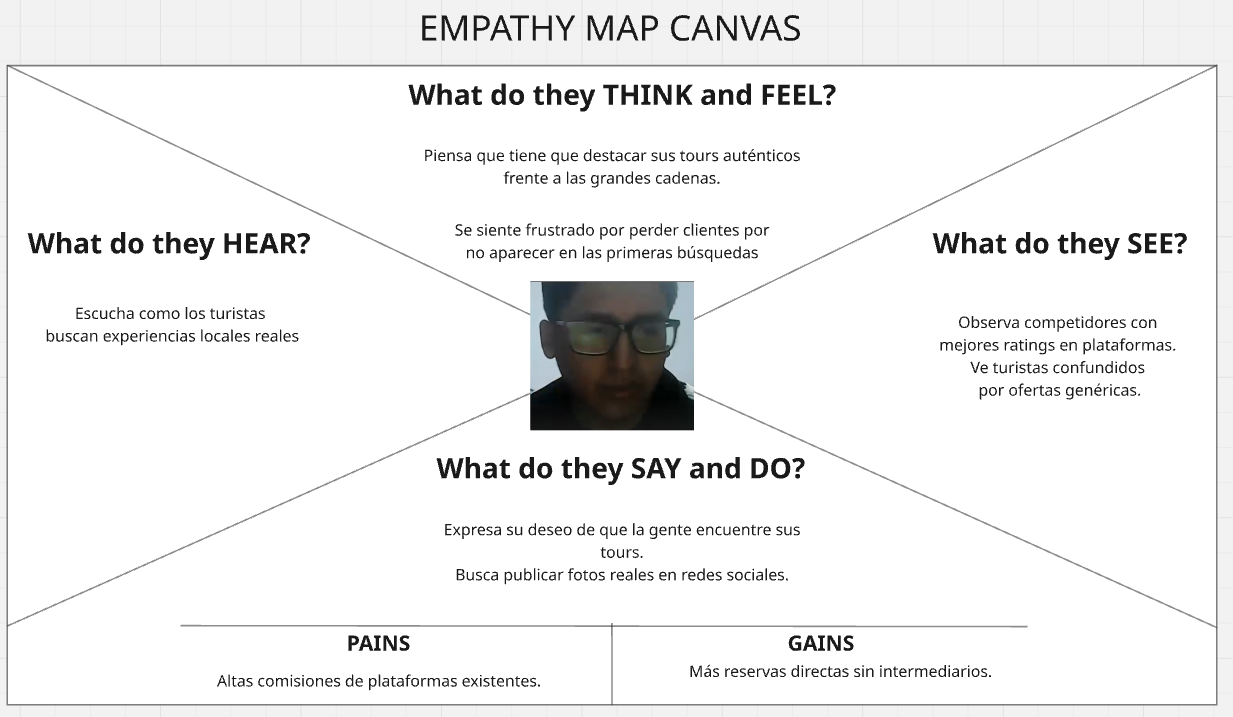 EMPATHY MAP CANVAS
What do they THINK and FEEL?
Piensa que tiene que destacar sus tours auténticos
frente a las grandes cadenas.
Se siente frustrado por perder clientes por
no aparecer en las primeras búsquedas
What do they HEAR?
Escucha como los turistas
buscan experiencias locales reales
What do they SEE?
Observa competidores con
mejores ratings en plataformas.
Ve turistas confundidos
por ofertas genéricas.
What do they SAY and DO?
Expresa su deseo de que la gente encuentre sus
tours.
Busca publicar fotos reales en redes sociales.
PAINS
Altas comisiones de plataformas existentes.
GAINS
Más reservas directas sin intermediarios.